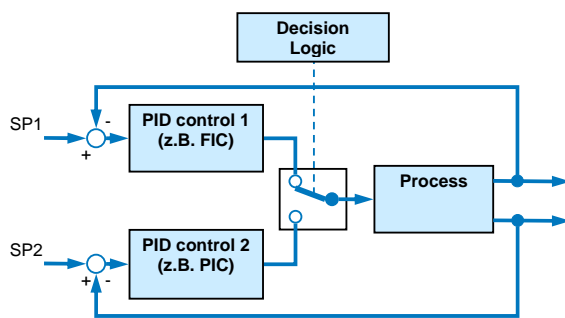 Decision
Logic
SP1
-
+
PID control 1
(z.B. FIC)
Process
SP2
+
-
PID control 2
(z.B. PIC)